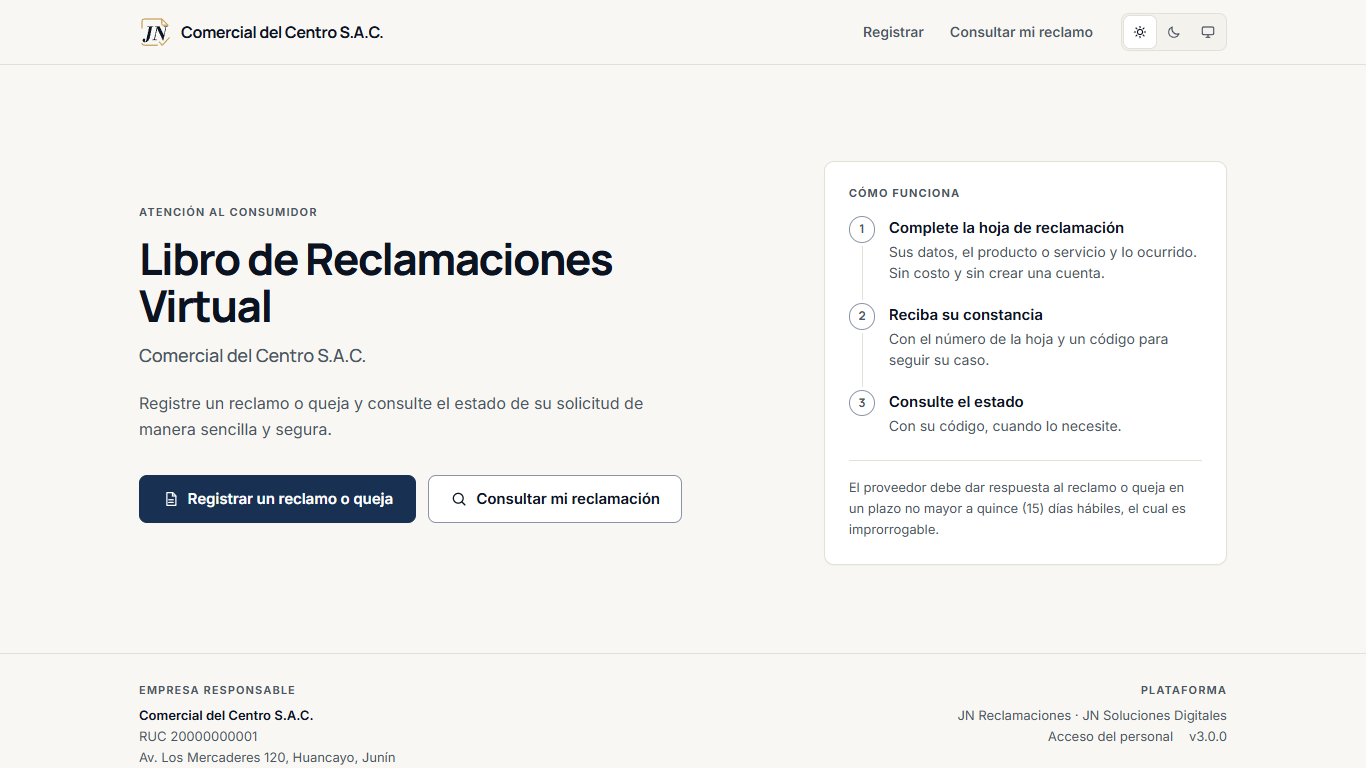 JN Comercial del Centro S.A.C.
Registrar
Consultar mi reclamo
ATENCIÓN AL CONSUMIDOR
Libro de Reclamaciones
Virtual
Comercial del Centro S.A.C.
Registre un reclamo o queja y consulte el estado de su solicitud de
manera sencilla y segura.
Registrar un reclamo o queja
Consultar mi reclamación
CÓMO FUNCIONA
1
Complete la hoja de reclamación
Sus datos, el producto o servicio y lo ocurrido.
Sin costo y sin crear una cuenta.
2
Reciba su constancia
Con el número de la hoja y un código para
seguir su caso.
3
Consulte el estado
Con su código, cuando lo necesite.
El proveedor debe dar respuesta al reclamo o queja en
un plazo no mayor a quince (15) días hábiles, el cual es
improrrogable.
EMPRESA RESPONSABLE
Comercial del Centro S.A.C.
RUC 20000000001
Av. Los Mercaderes 120, Huancayo, Junín
PLATAFORMA
JN Reclamaciones · JN Soluciones Digitales
Acceso del personal v3.0.0